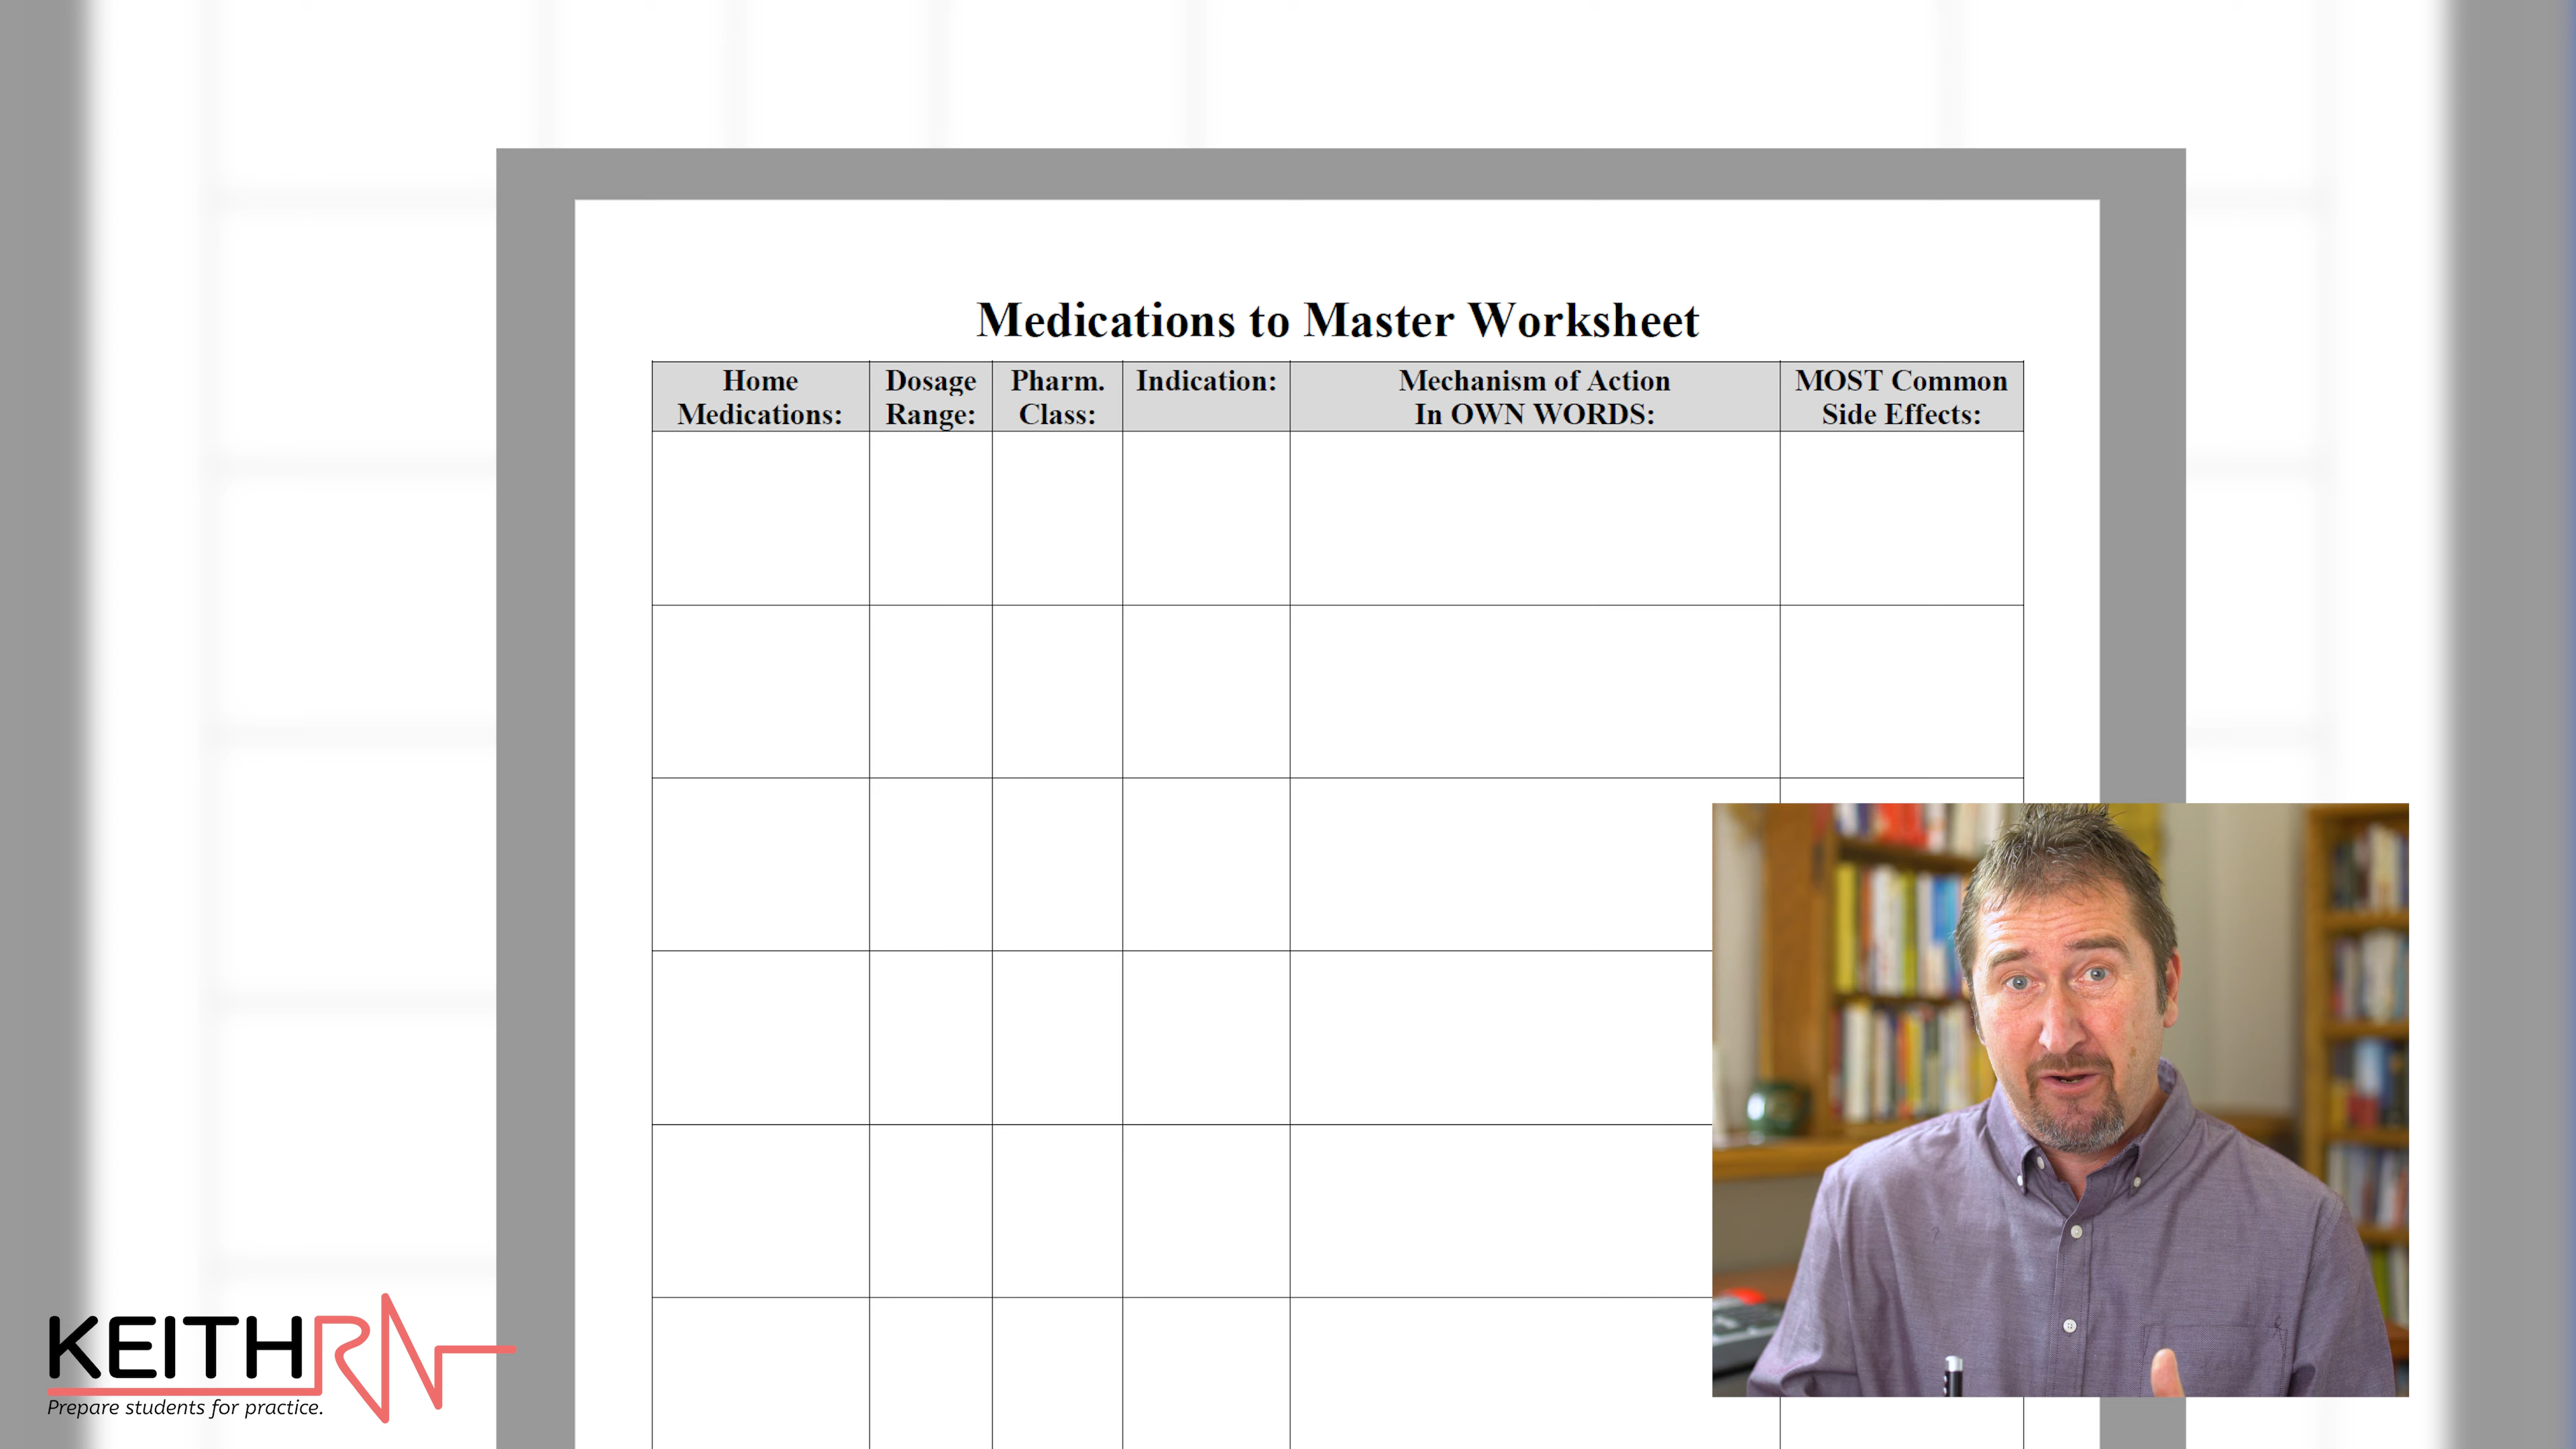 Medications to Master Worksheet
Home Medications:
Dosage Range:
Pharm. Class:
Indication:
Mechanism of Action In OWN WORDS:
MOST Common Side Effects:
KEITHRN
Prepare students for practice.